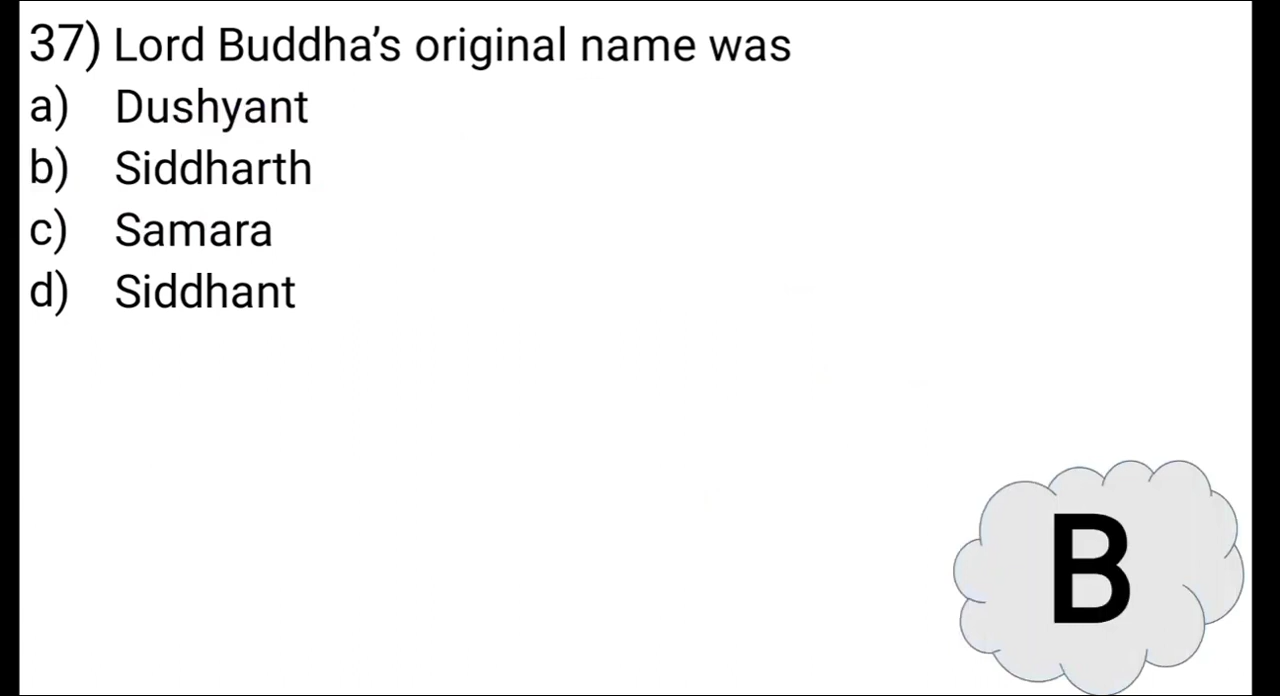 37) Lord Buddha’s original name was
a) Dushyant
b) Siddharth
c) Samara
d) Siddhant
B